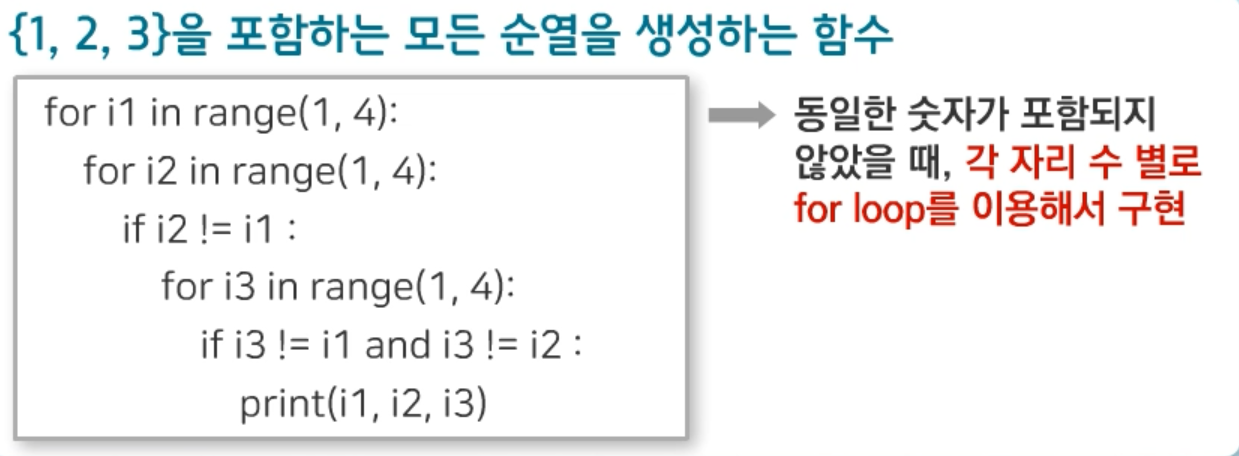 {1, 2, 3}을 포함하는 모든 순열을 생성하는 함수
for i1 in range(1, 4):
for i2 in range(1, 4):
if i2 != i1 :
for i3 in range(1, 4):
if i3 != i1 and i3 != i2 :
print(i1, i2, i3)
동일한 숫자가 포함되지
않았을 때, 각 자리 수 별로
for loop를 이용해서 구현